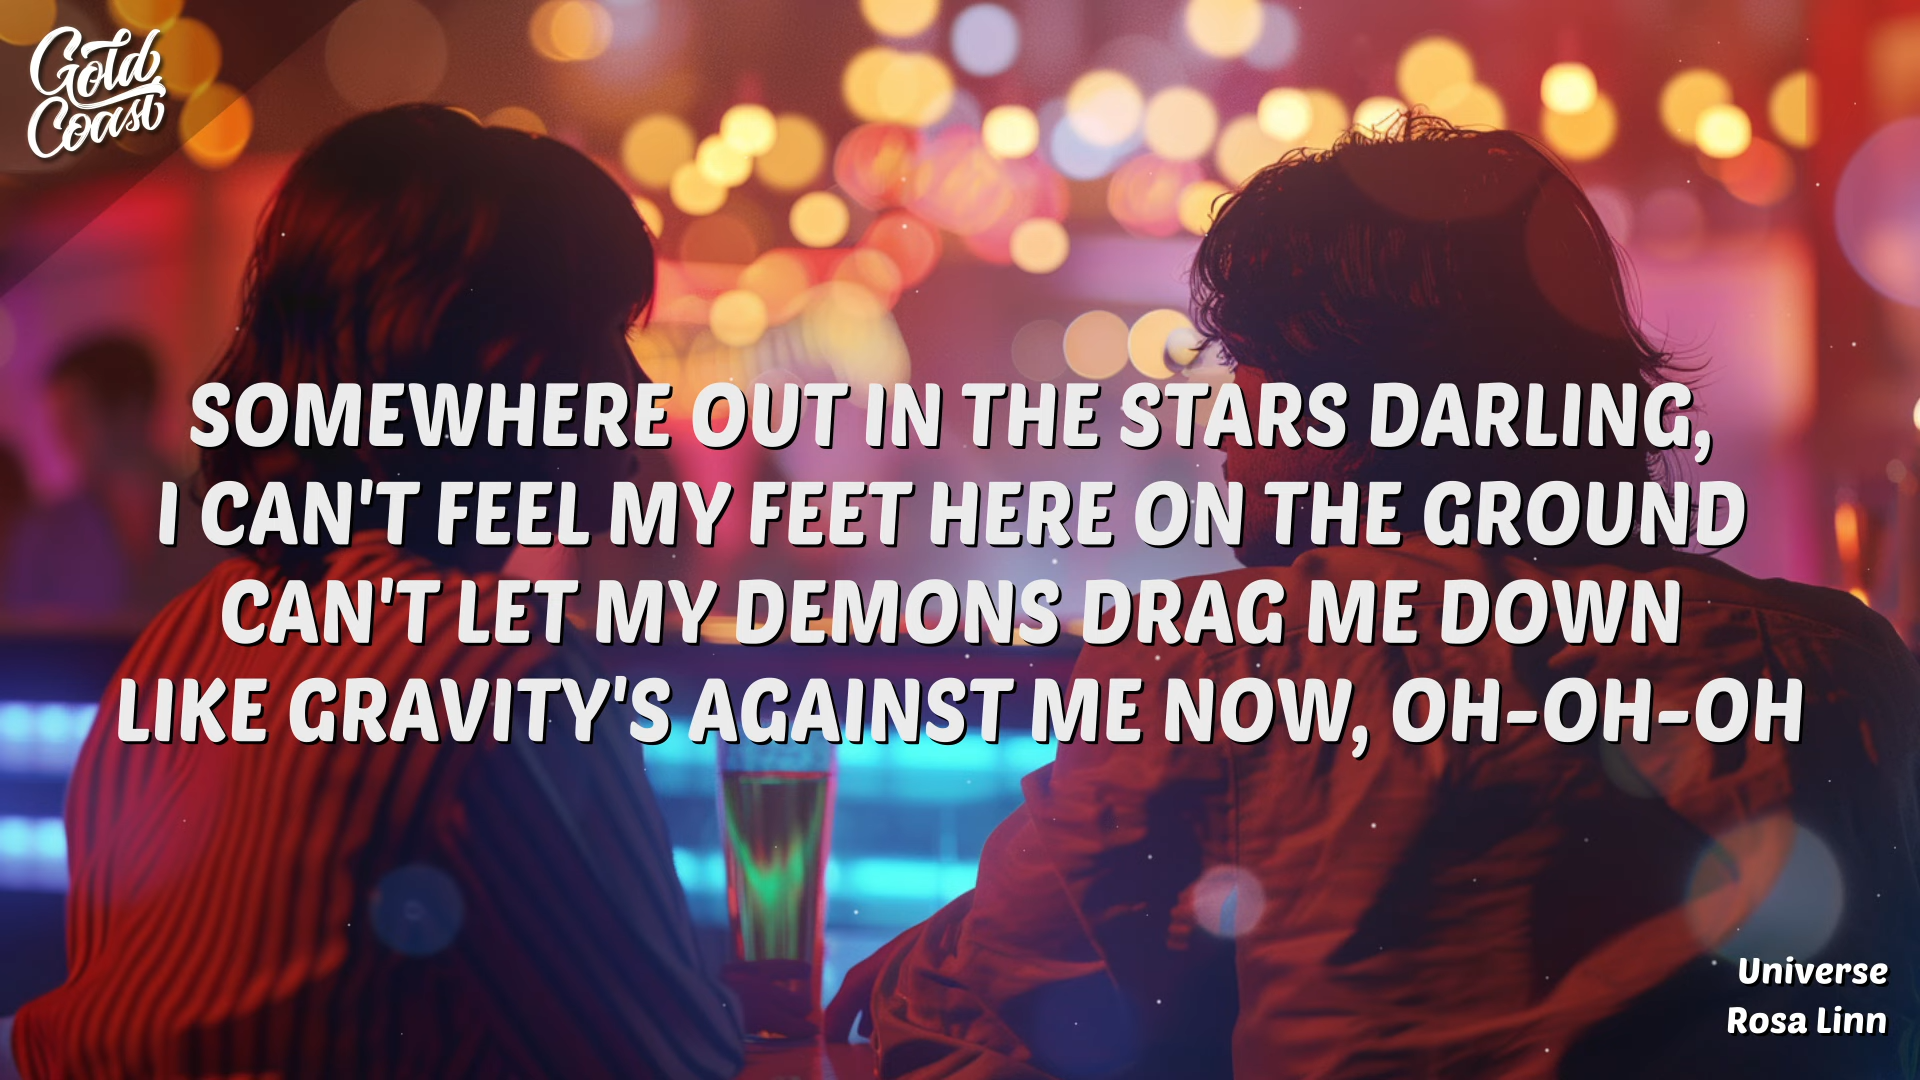 Gold
Coast
SOMEWHERE OUT IN THE STARS DARLING,
I CAN'T FEEL MY FEET HERE ON THE GROUND
CAN'T LET MY DEMONS DRAG ME DOWN
LIKE GRAVITY'S AGAINST ME NOW, OH-OH-OH
Universe
Rosa Linn